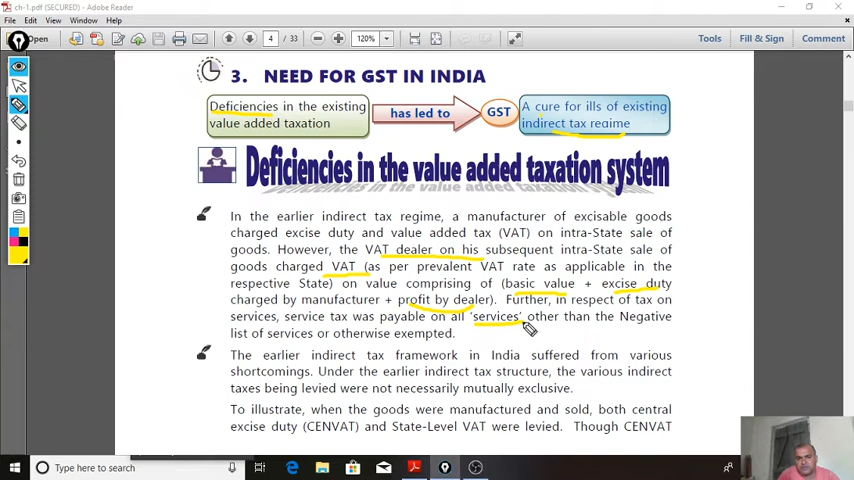 ch-1.pdf (SECURED) - Adobe Reader
File Edit View Window Help
Open 4 / 33 120% Tools Fill & Sign Comment
3. NEED FOR GST IN INDIA
Deficiencies in the existing value added taxation
has led to
GST
A cure for ills of existing indirect tax regime
Deficiencies in the value added taxation system
In the earlier indirect tax regime, a manufacturer of excisable goods
charged excise duty and value added tax (VAT) on intra-State sale of
goods. However, the VAT dealer on his subsequent intra-State sale of
goods charged VAT (as per prevalent VAT rate as applicable in the
respective State) on value comprising of (basic value + excise duty
charged by manufacturer + profit by dealer). Further, in respect of tax on
services, service tax was payable on all 'services' other than the Negative
list of services or otherwise exempted.
The earlier indirect tax framework in India suffered from various
shortcomings. Under the earlier indirect tax structure, the various indirect
taxes being levied were not necessarily mutually exclusive.
To illustrate, when the goods were manufactured and sold, both central
excise duty (CENVAT) and State-Level VAT were levied. Though CENVAT
Type here to search